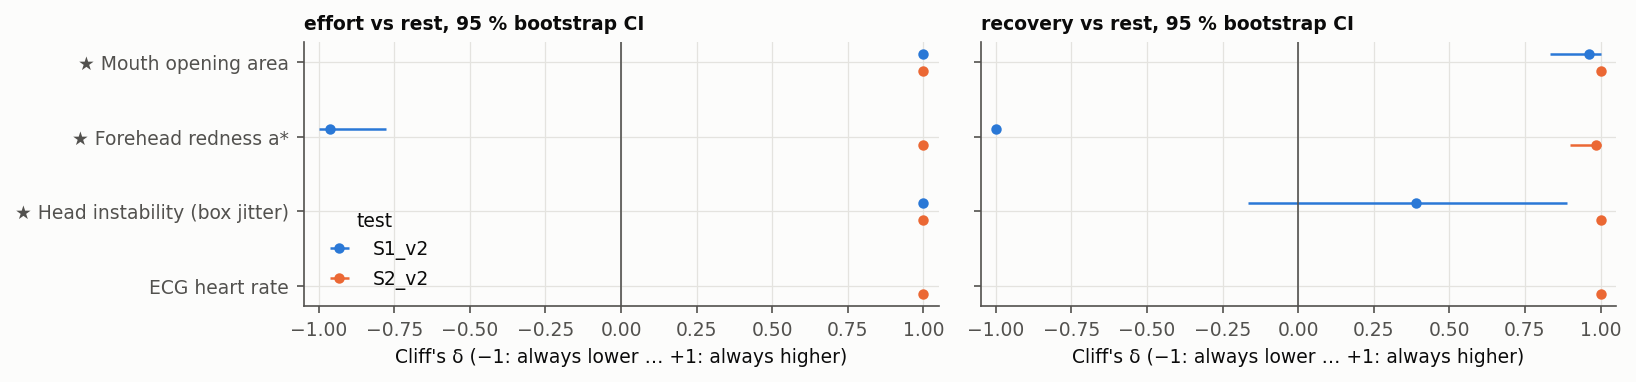 effort vs rest, 95 % bootstrap CI
recovery vs rest, 95 % bootstrap CI
★ Mouth opening area
★ Forehead redness a*
★ Head instability (box jitter)
ECG heart rate
test
S1_v2
S2_v2
−1.00 −0.75 −0.50 −0.25 0.00 0.25 0.50 0.75 1.00
−1.00 −0.75 −0.50 −0.25 0.00 0.25 0.50 0.75 1.00
Cliff's δ (−1: always lower … +1: always higher)
Cliff's δ (−1: always lower … +1: always higher)